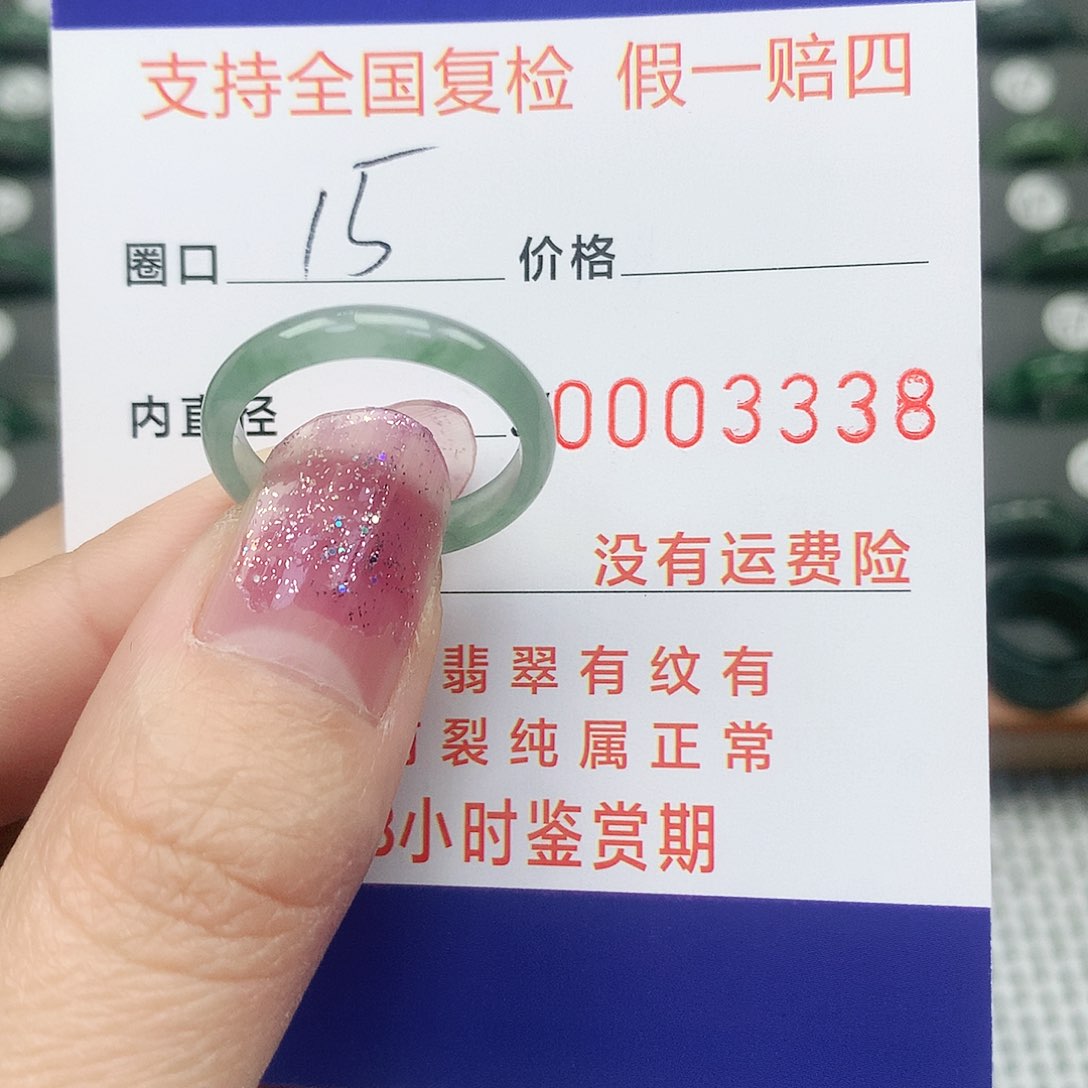 支持全国复检 假一赔四
圈口 15 价格
内直径 0003338
没有运费险
翡翠有纹有
裂纯属正常
小时鉴赏期